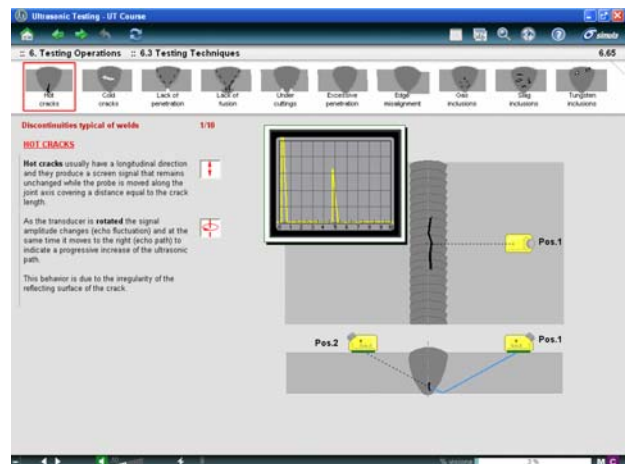 Ultrasonic Testing - UT Course
simats
:: 6. Testing Operations :: 6.3 Testing Techniques 6.65
Hot cracks
Cold cracks
Lack of penetration
Lack of fusion
Under cuttings
Excessive penetration
Edge misalignment
Gas inclusions
Slag inclusions
Tungsten inclusions
Discontinuities typical of welds 1/10
HOT CRACKS
Hot cracks usually have a longitudinal direction
and they produce a screen signal that remains
unchanged while the probe is moved along the
joint axis covering a distance equal to the crack
length.
As the transducer is rotated the signal
amplitude changes (echo fluctuation) and at the
same time it moves to the right (echo path) to
indicate a progressive increase of the ultrasonic
path.
This behavior is due to the irregularity of the
reflecting surface of the crack.
Pos.1
Pos.2
Pos.1
3 %
M C